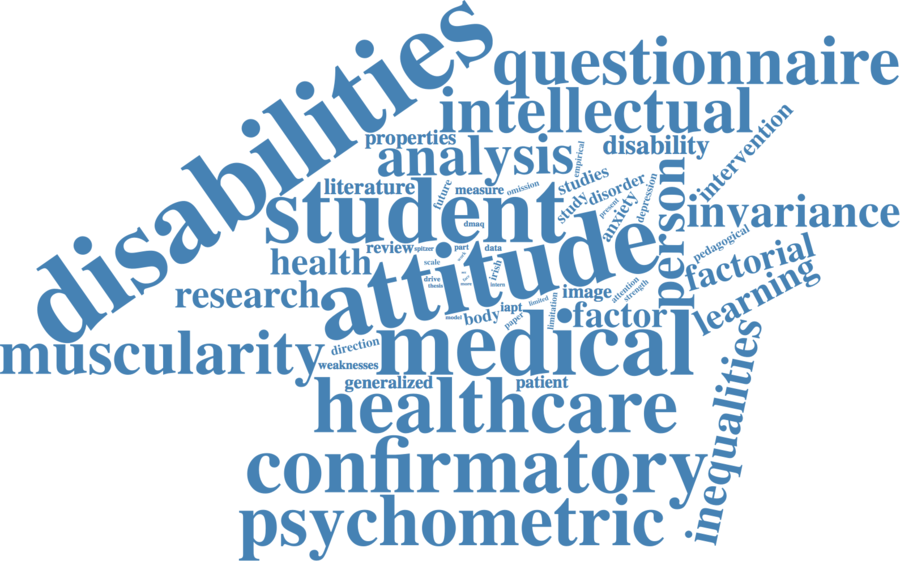 disabilities
questionnaire
intellectual
intervention
properties
analysis
empirical
disability
literature
future
measure
omission
studies
disorder
person
student
dmaq
study
present
anxiety
depression
invariance
attitude
review
spitzer
part
data
pedagogical
health
scale
irish
factorial
research
drive
thesis
intern
image
attention
strength
learning
limited
limitation
iapt
model
body
paper
factor
muscularity
direction
medical
weaknesses
generalized
patient
inequalities
healthcare
confirmatory
psychometric